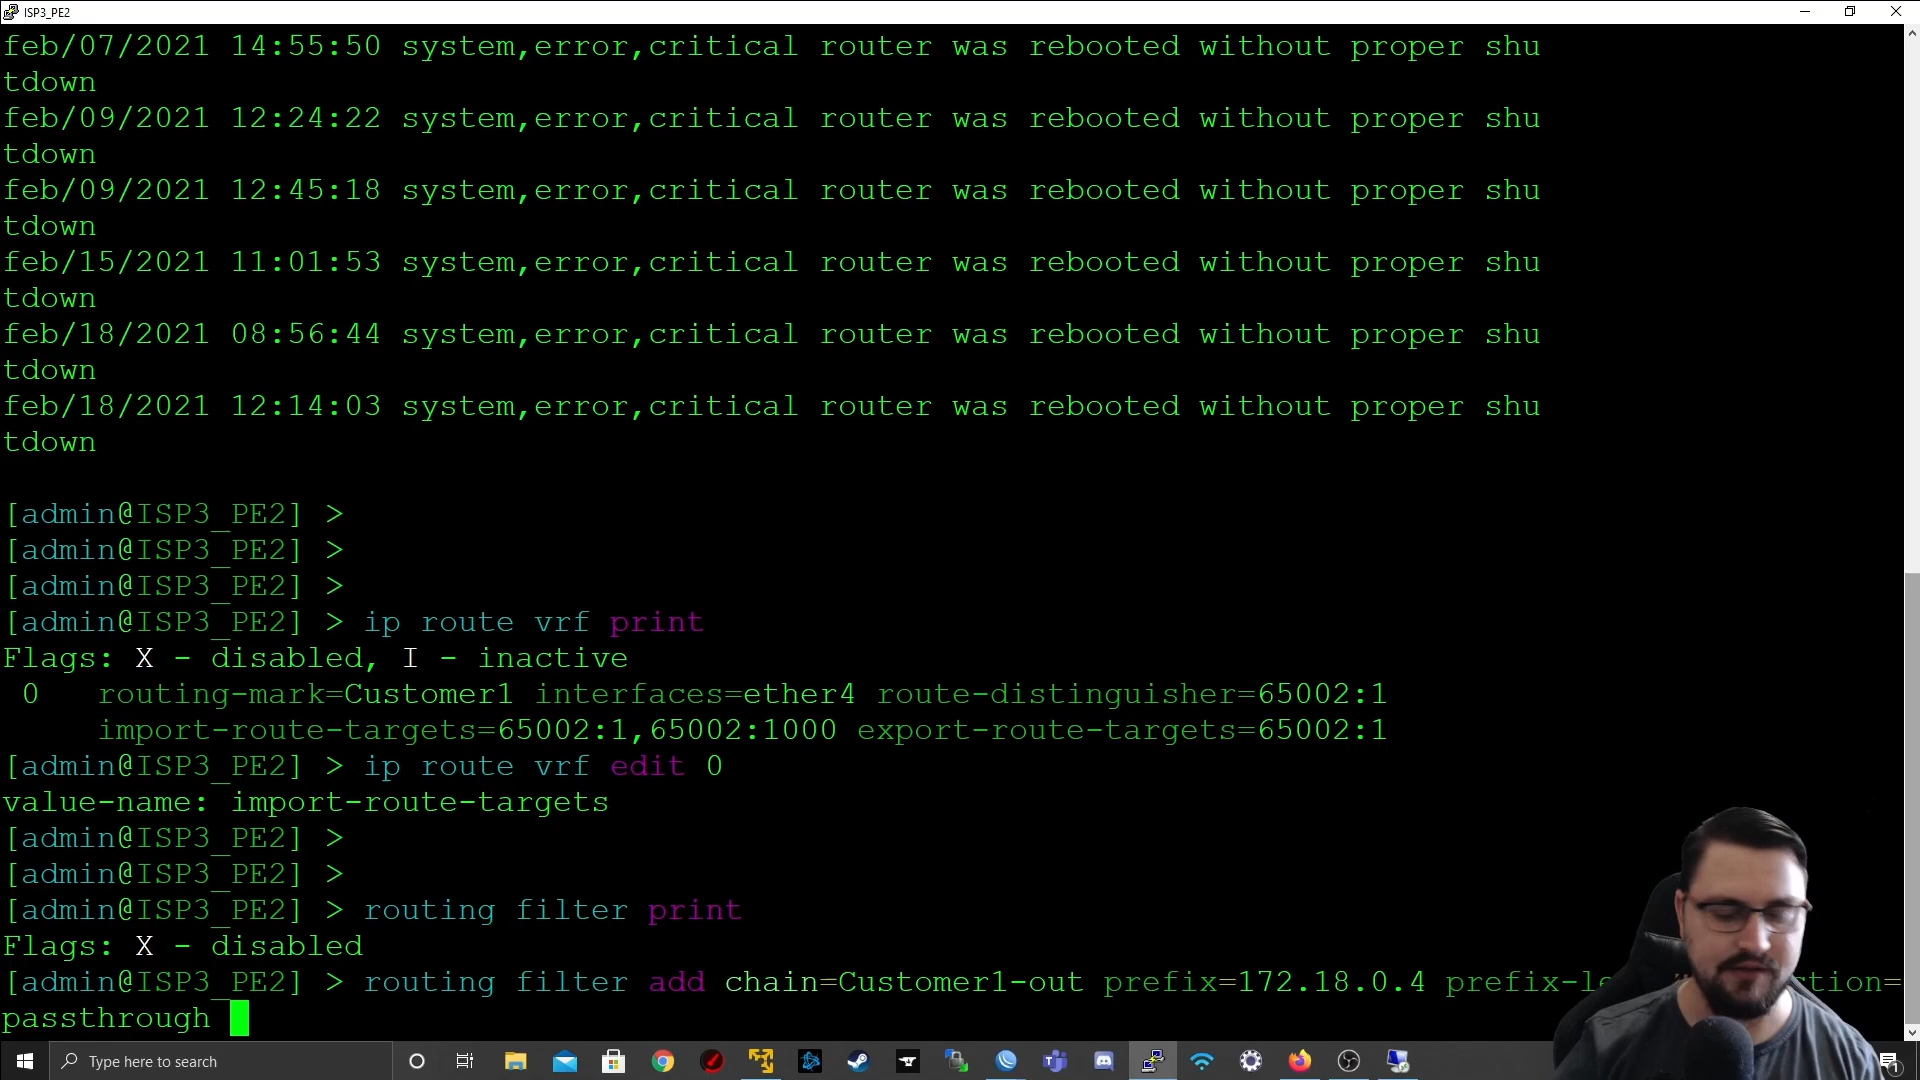 ISP3_PE2
feb/07/2021 14:55:50 system,error,critical router was rebooted without proper shu
tdown
feb/09/2021 12:24:22 system,error,critical router was rebooted without proper shu
tdown
feb/09/2021 12:45:18 system,error,critical router was rebooted without proper shu
tdown
feb/15/2021 11:01:53 system,error,critical router was rebooted without proper shu
tdown
feb/18/2021 08:56:44 system,error,critical router was rebooted without proper shu
tdown
feb/18/2021 12:14:03 system,error,critical router was rebooted without proper shu
tdown
[admin@ISP3_PE2] >
[admin@ISP3_PE2] >
[admin@ISP3_PE2] >
[admin@ISP3_PE2] > ip route vrf print
Flags: X - disabled, I - inactive
0 routing-mark=Customer1 interfaces=ether4 route-distinguisher=65002:1
import-route-targets=65002:1,65002:1000 export-route-targets=65002:1
[admin@ISP3_PE2] > ip route vrf edit 0
value-name: import-route-targets
[admin@ISP3_PE2] >
[admin@ISP3_PE2] >
[admin@ISP3_PE2] > routing filter print
Flags: X - disabled
[admin@ISP3_PE2] > routing filter add chain=Customer1-out prefix=172.18.0.4 prefix-le ction=
passthrough
Type here to search
1